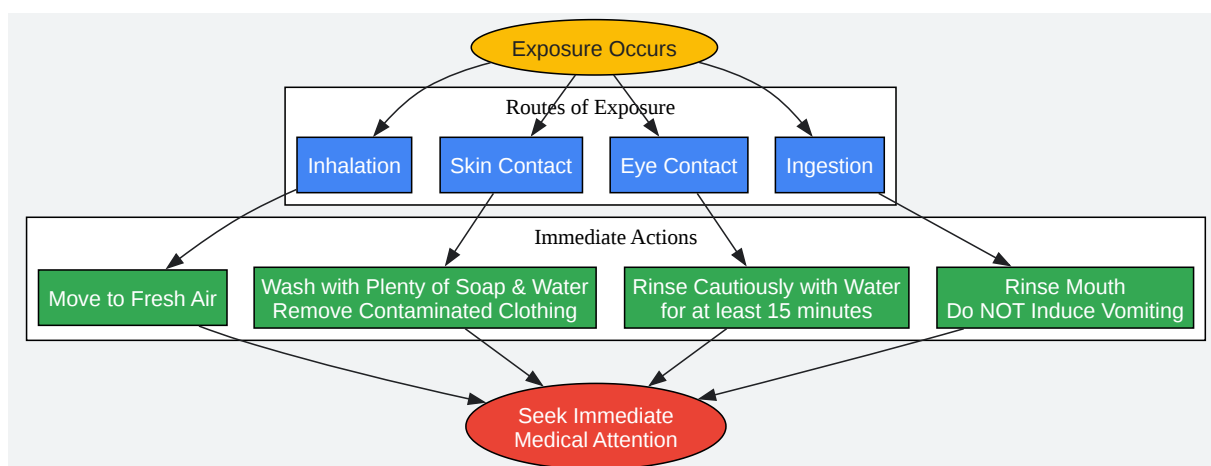 Exposure Occurs
Routes of Exposure
Inhalation
Skin Contact
Eye Contact
Ingestion
Immediate Actions
Move to Fresh Air
Wash with Plenty of Soap & Water
Remove Contaminated Clothing
Rinse Cautiously with Water
for at least 15 minutes
Rinse Mouth
Do NOT Induce Vomiting
Seek Immediate
Medical Attention